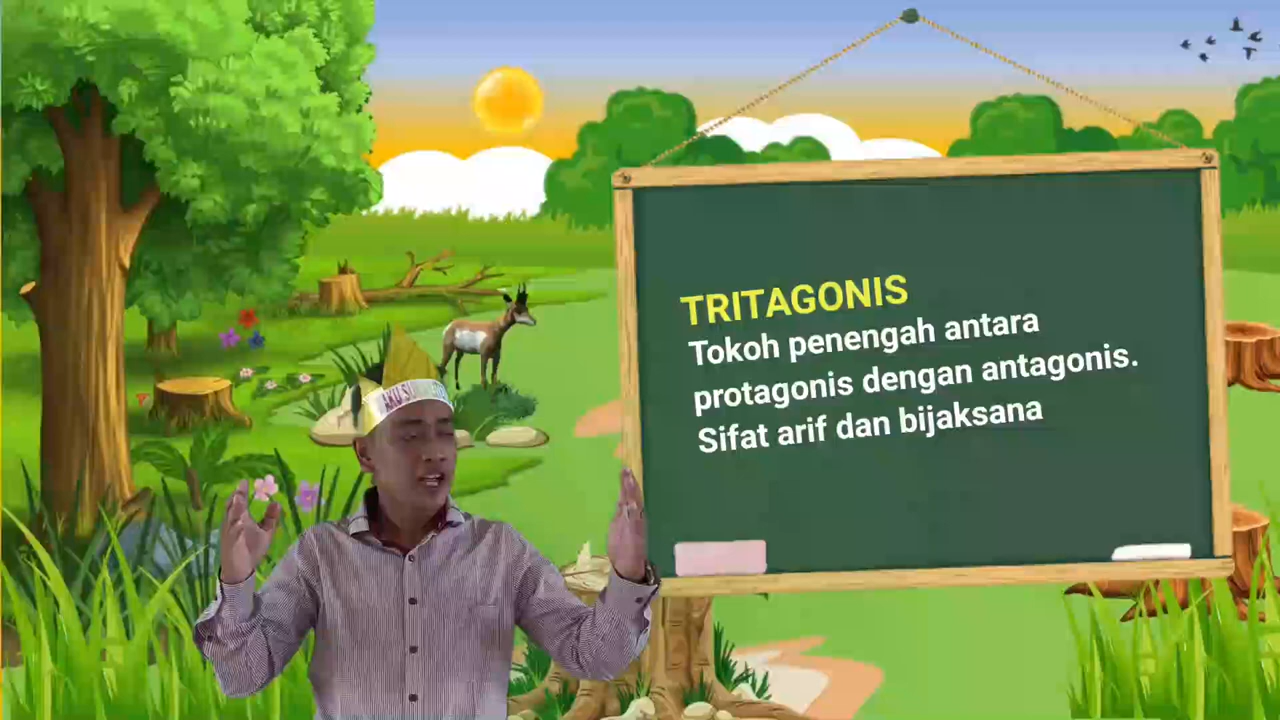 TRITAGONIS
Tokoh penengah antara
protagonis dengan antagonis.
Sifat arif dan bijaksana